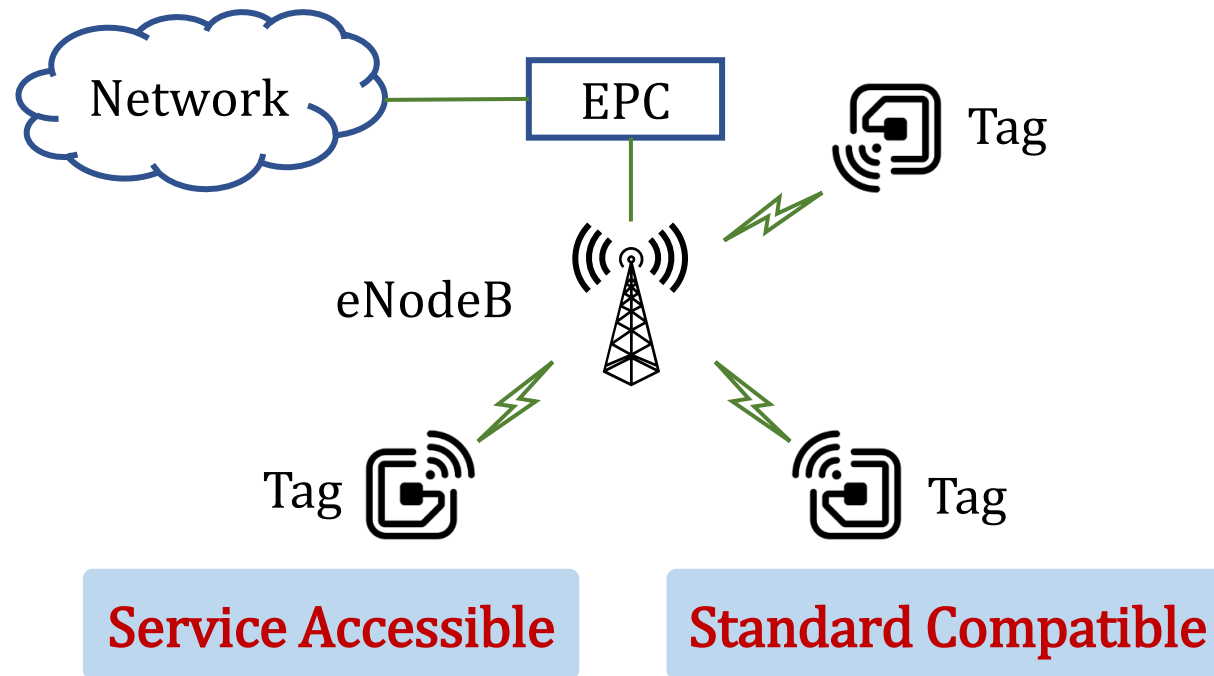 Network
EPC
Tag
eNodeB
Tag
Tag
Service Accessible
Standard Compatible